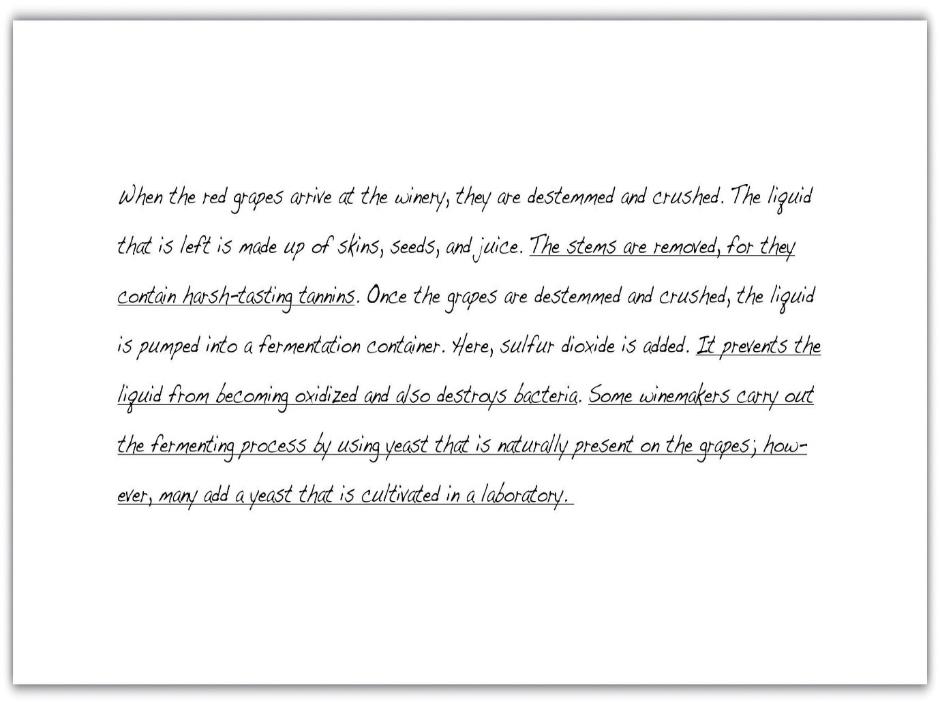 When the red grapes arrive at the winery, they are destemmed and crushed. The liquid
that is left is made up of skins, seeds, and juice. The stems are removed, for they
contain harsh-tasting tannins. Once the grapes are destemmed and crushed, the liquid
is pumped into a fermentation container. Here, sulfur dioxide is added. It prevents the
liquid from becoming oxidized and also destroys bacteria. Some winemakers carry out
the fermenting process by using yeast that is naturally present on the grapes; how-
ever, many add a yeast that is cultivated in a laboratory.